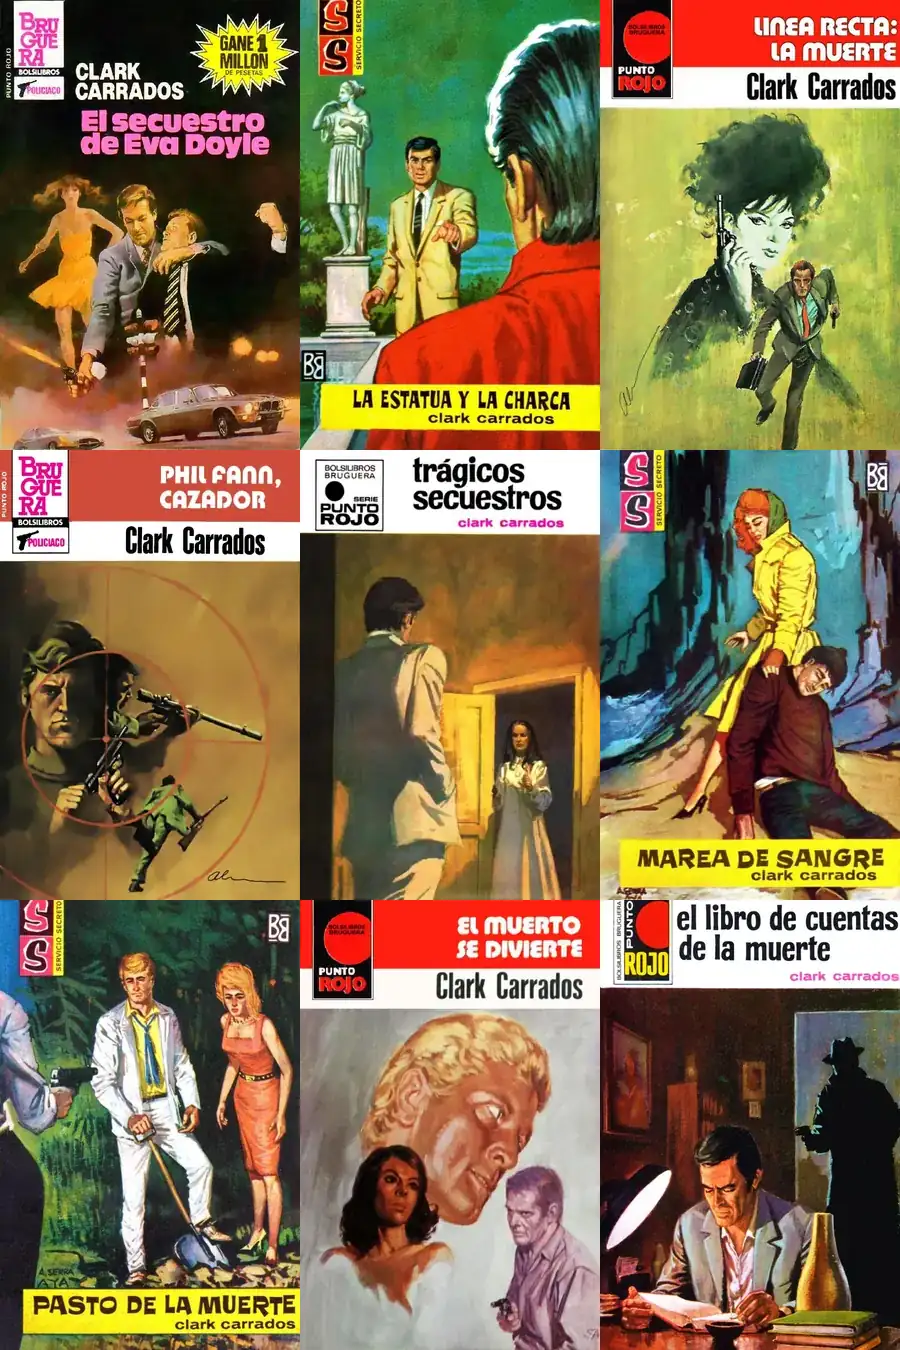 PUNTO ROJO
BRU
GUE
RA
BOLSILIBROS
POLICIACO
GANE 1
MILLON
DE PESETAS
CLARK
CARRADOS
El secuestro
de Eva Doyle
SS
SERVICIO SECRETO
BB
LA ESTATUA Y LA CHARCA
clark carrados
BOLSILIBROS
BRUGUERA
PUNTO
ROJO
LINEA RECTA:
LA MUERTE
Clark Carrados
PUNTO ROJO
BRU
GUE
RA
BOLSILIBROS
POLICIACO
PHIL FANN,
CAZADOR
Clark Carrados
BOLSILIBROS
BRUGUERA
SERIE
PUNTO
ROJO
trágicos
secuestros
clark carrados
SS
SERVICIO SECRETO
BB
MAREA DE SANGRE
clark carrados
SS
SERVICIO SECRETO
BB
A. SERRA
AYA
PASTO DE LA MUERTE
clark carrados
BOLSILIBROS
BRUGUERA
PUNTO
ROJO
EL MUERTO
SE DIVIERTE
Clark Carrados
BOLSILIBROS BRUGUERA
PUNTO
ROJO
el libro de cuentas
de la muerte
clark carrados